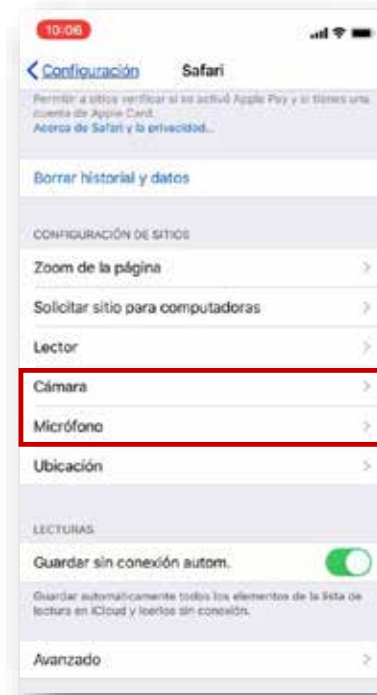 10:06
Configuración Safari
Permitir a sitios verificar si se activó Apple Pay y si tienes una
cuenta de Apple Card.
Acerca de Safari y la privacidad...
Borrar historial y datos
CONFIGURACIÓN DE SITIOS
Zoom de la página
Solicitar sitio para computadoras
Lector
Cámara
Micrófono
Ubicación
LECTURAS
Guardar sin conexión autom.
Guardar automáticamente todos los elementos de la lista de
lectura en iCloud y leerlos sin conexión.
Avanzado